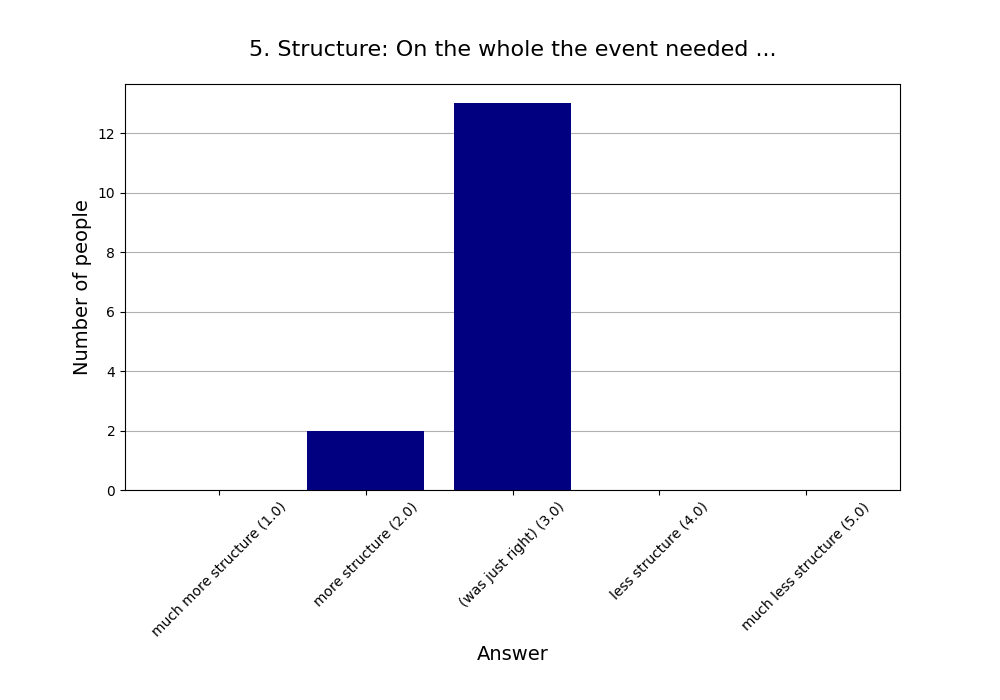 5. Structure: On the whole the event needed ...
Number of people
12
10
8
6
4
2
0
much more structure (1.0)
more structure (2.0)
(was just right) (3.0)
less structure (4.0)
much less structure (5.0)
Answer